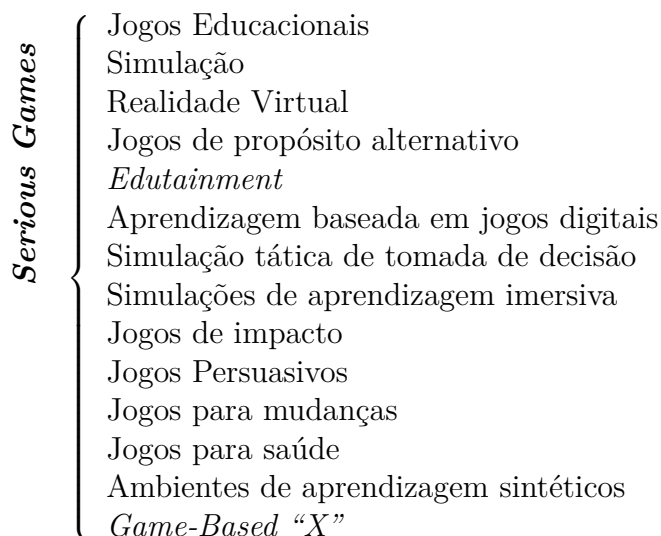 Serious Games
Jogos Educacionais
Simulação
Realidade Virtual
Jogos de propósito alternativo
Edutainment
Aprendizagem baseada em jogos digitais
Simulação tática de tomada de decisão
Simulações de aprendizagem imersiva
Jogos de impacto
Jogos Persuasivos
Jogos para mudanças
Jogos para saúde
Ambientes de aprendizagem sintéticos
Game-Based “X”